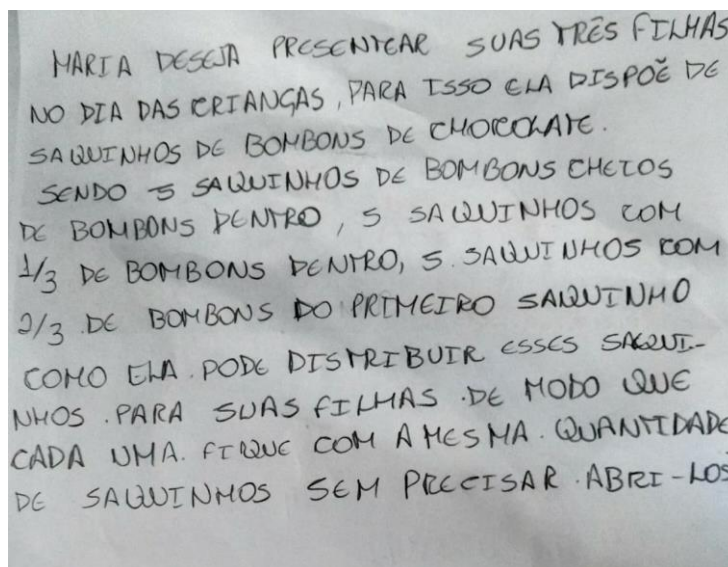 MARIA DESEJA PRESENTEAR SUAS TRÊS FILHAS
NO DIA DAS CRIANÇAS, PARA ISSO ELA DISPOẼ DE
SAQUINHOS DE BOMBONS DE CHOCOLATE.
SENDO 5 SAQUINHOS DE BOMBONS CHEIOS
DE BOMBONS DENTRO, 5 SAQUINHOS COM
1/3 DE BOMBONS DENTRO, 5 SAQUINHOS COM
2/3 DE BOMBONS DO PRIMEIRO SAQUINHO
COMO ELA PODE DISTRIBUIR ESSES SAQUI-
NHOS PARA SUAS FILHAS DE MODO QUE
CADA UMA FIQUE COM A MESMA QUANTIDADE
DE SAQUINHOS SEM PRECISAR ABRI-LOS